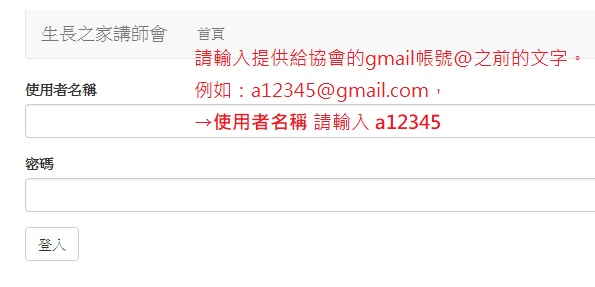 生長之家講師會 首頁
請輸入提供給協會的gmail帳號@之前的文字。
使用者名稱
例如：a12345@gmail.com，
→使用者名稱 請輸入 a12345
密碼
登入